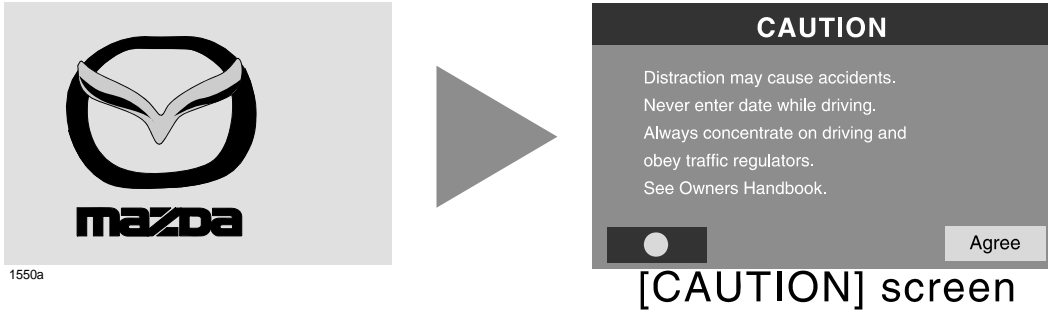 mazda
1550a
CAUTION
Distraction may cause accidents.
Never enter date while driving.
Always concentrate on driving and
obey traffic regulators.
See Owners Handbook.
Agree
[CAUTION] screen